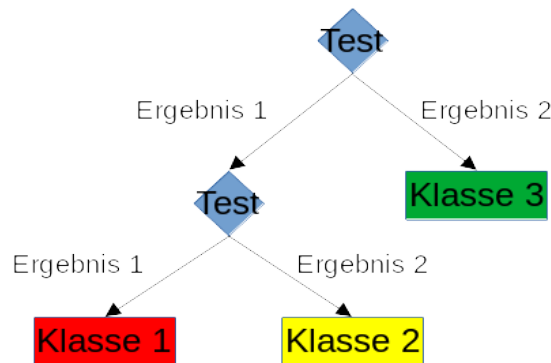 Test
Ergebnis 1
Ergebnis 2
Test
Klasse 3
Ergebnis 1
Ergebnis 2
Klasse 1
Klasse 2